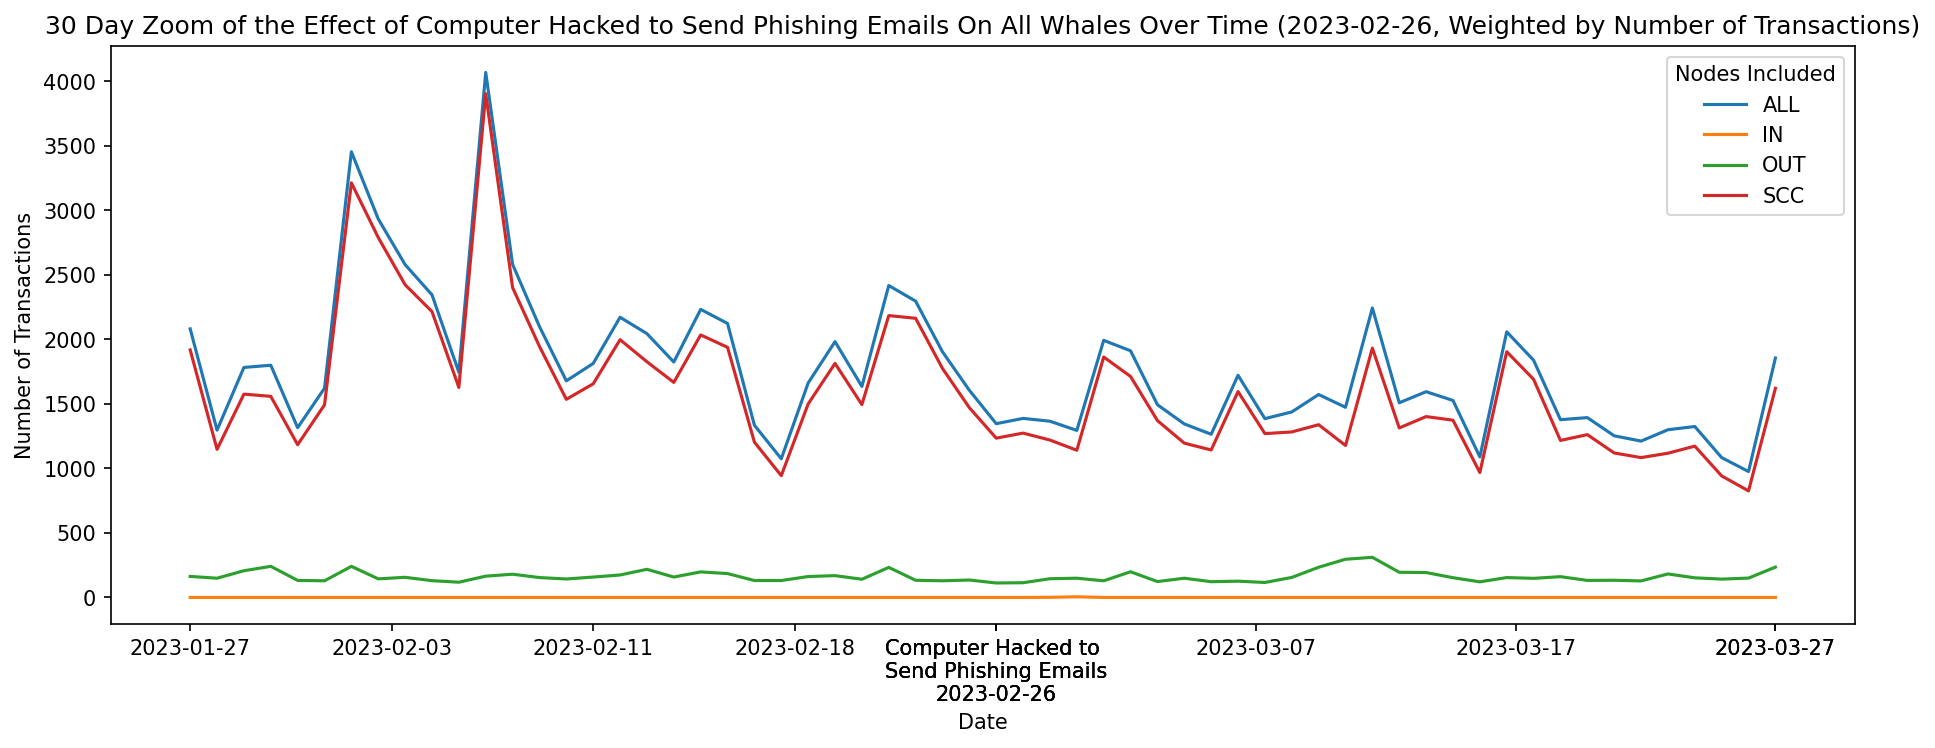 30 Day Zoom of the Effect of Computer Hacked to Send Phishing Emails On All Whales Over Time (2023-02-26, Weighted by Number of Transactions)
Nodes Included
ALL
IN
OUT
SCC
Number of Transactions
4000
3500
3000
2500
2000
1500
1000
500
0
2023-01-27
2023-02-03
2023-02-11
2023-02-18
Computer Hacked to
Send Phishing Emails
2023-02-26
2023-03-07
2023-03-17
2023-03-27
Date